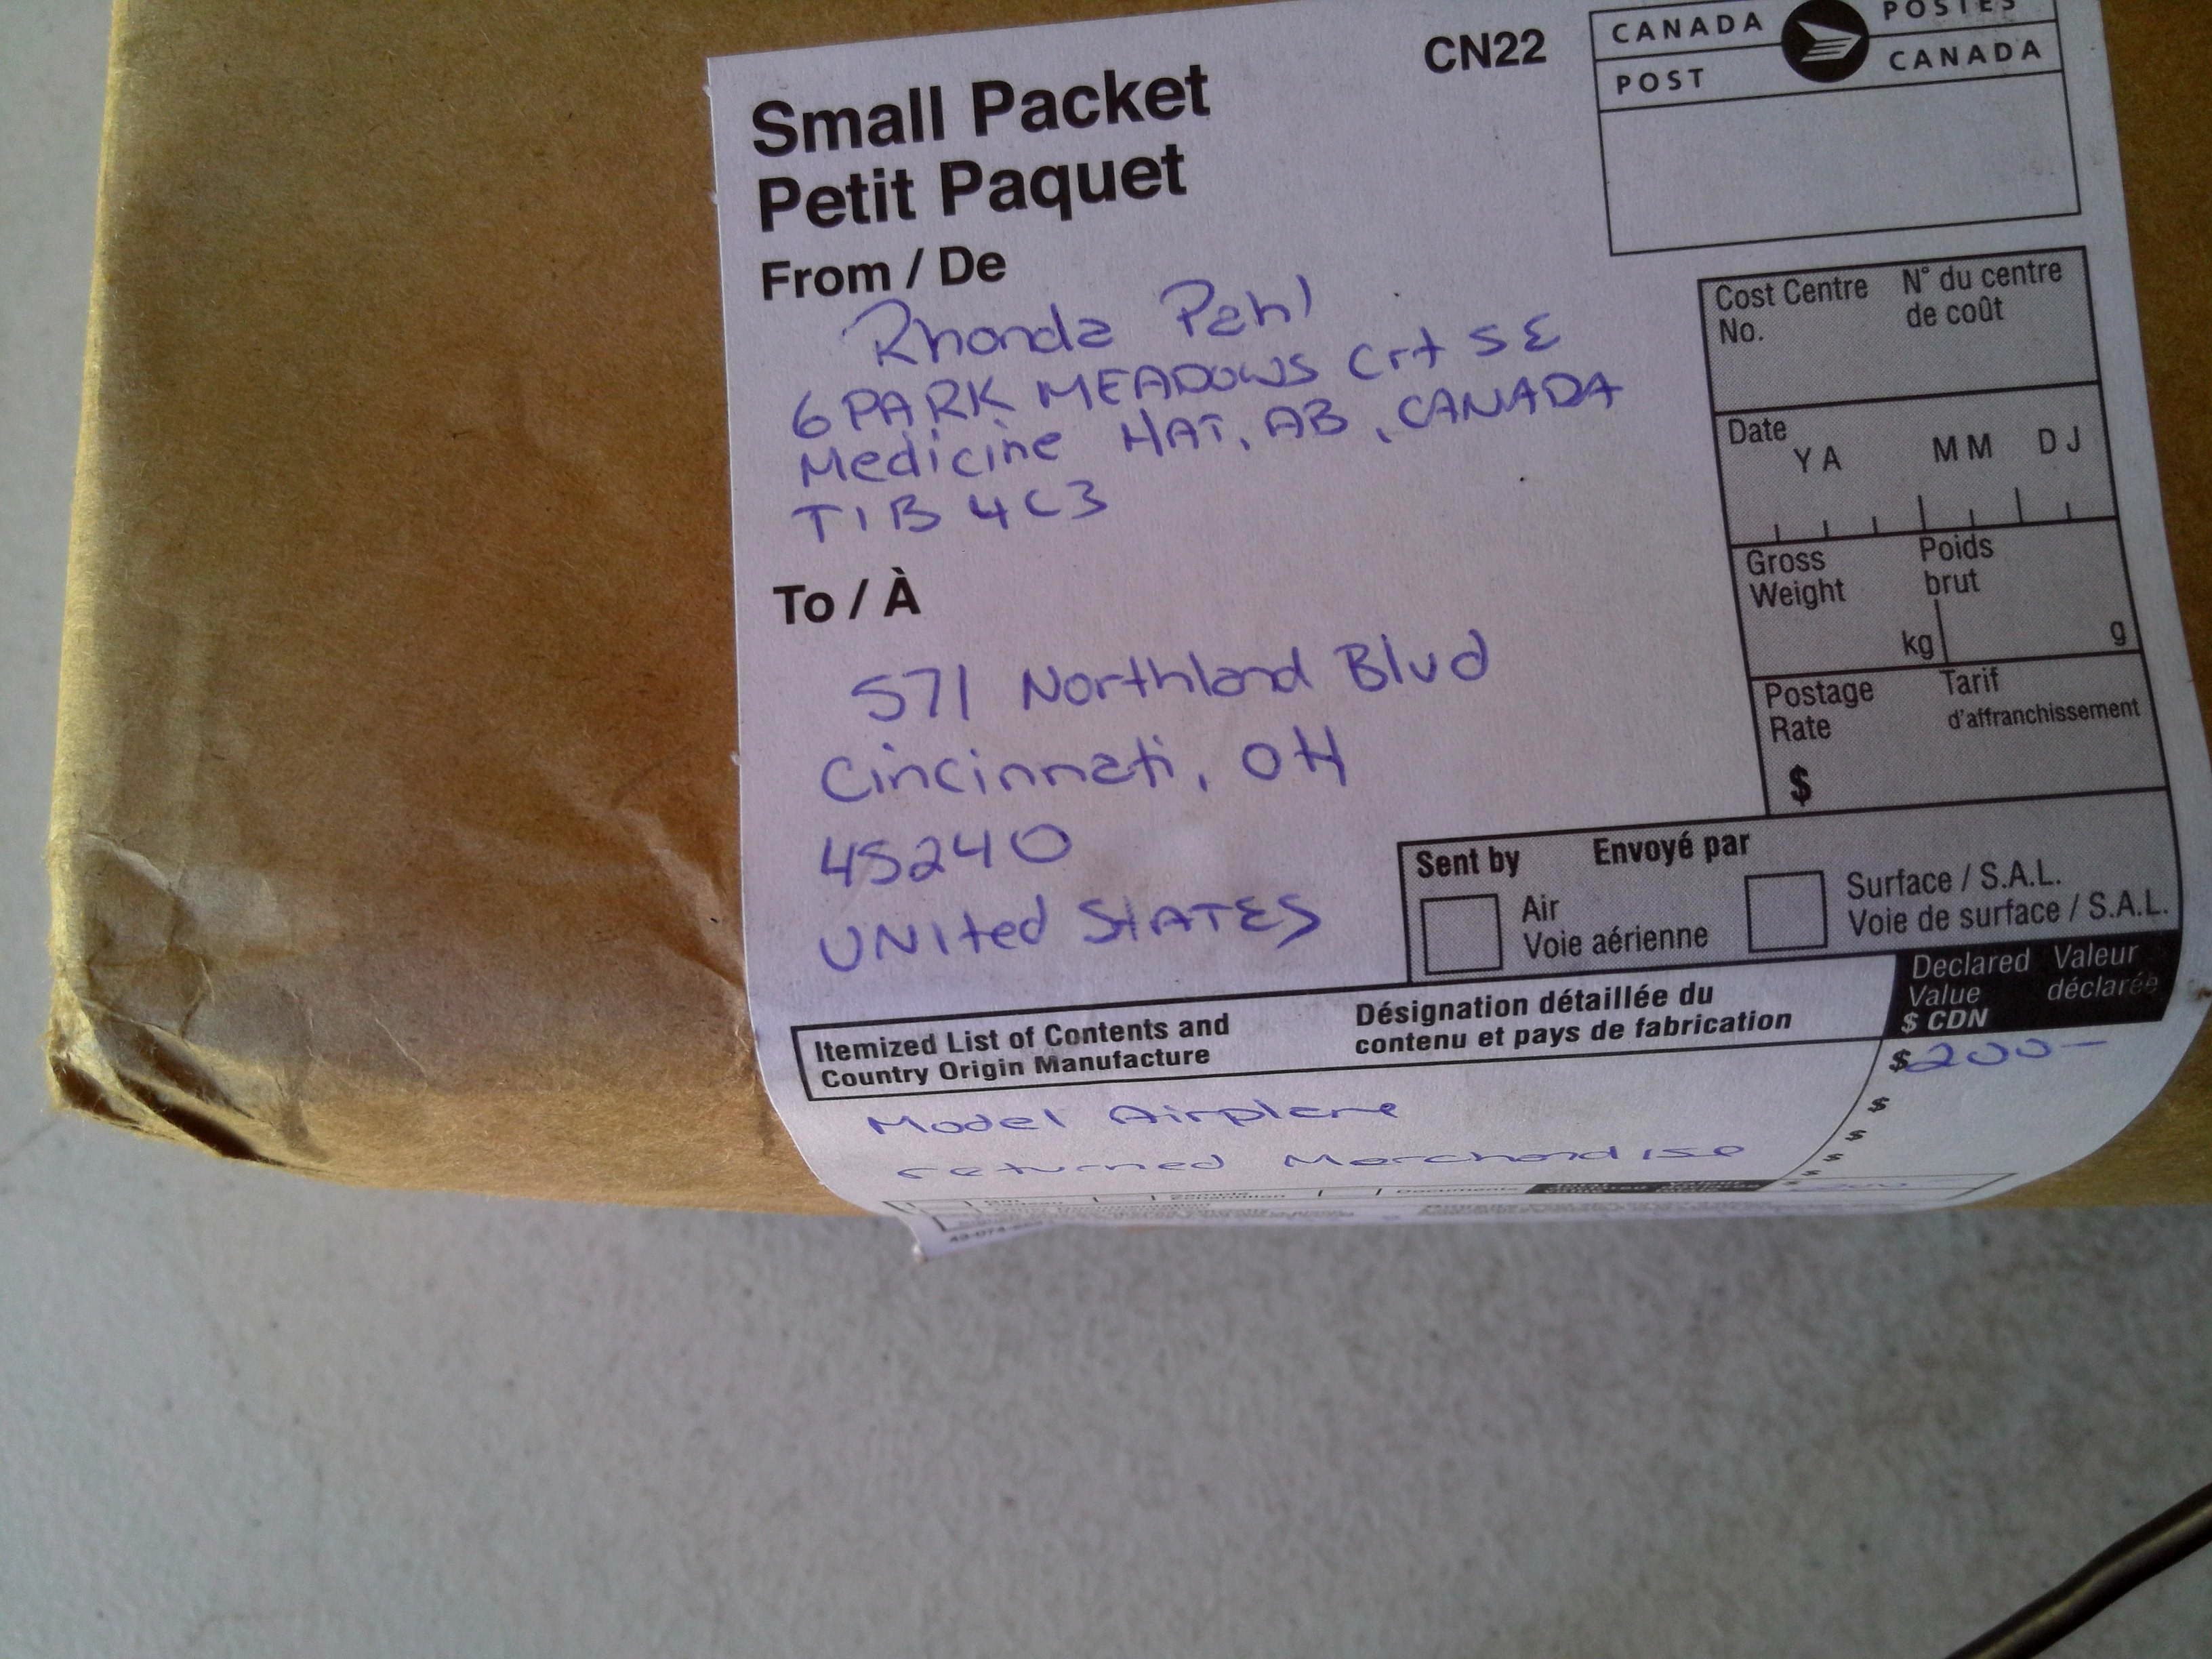 CANADA POSTES
POST CANADA
CN22
Small Packet
Petit Paquet
From / De
Rhonda Pahl
6 PARK MEADOWS Crt SE
Medicine HAT, AB, CANADA
T1B 4C3
To / À
571 Northland Blvd
Cincinnati, OH
45240
UNITed STATES
Cost Centre N° du centre
No. de coût
Date
Y A M M D J
Gross Poids
Weight brut
kg g
Postage Tarif
Rate d'affranchissement
$
Sent by Envoyé par
Air Surface / S.A.L.
Voie aérienne Voie de surface / S.A.L.
Itemized List of Contents and Désignation détaillée du
Country Origin Manufacture contenu et pays de fabrication
Declared Valeur
Value déclarée
$ CDN
$ 200-
Model Airplane $
returned Merchandise $
$
$